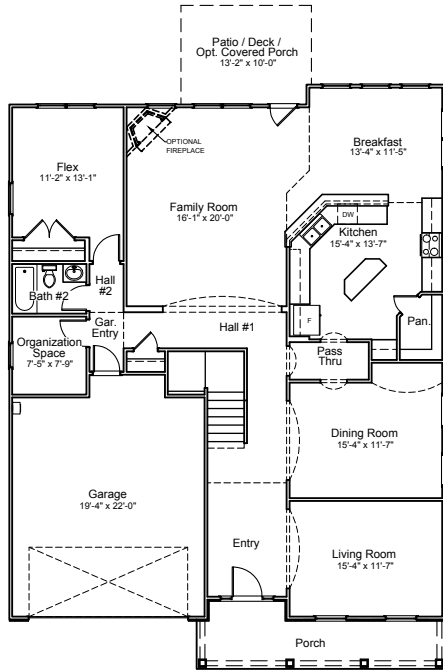 Patio / Deck /
Opt. Covered Porch
13'-2" x 10'-0"
OPTIONAL
FIREPLACE
Breakfast
13'-4" x 11'-5"
Flex
11'-2" x 13'-1"
Family Room
16'-1" x 20'-0"
DW
Kitchen
15'-4" x 13'-7"
Hall
#2
Bath #2
Pan.
F
Gar.
Entry
Hall #1
Organization
Space
7'-5" x 7'-9"
Pass
Thru
Dining Room
15'-4" x 11'-7"
Garage
19'-4" x 22'-0"
Entry
Living Room
15'-4" x 11'-7"
Porch